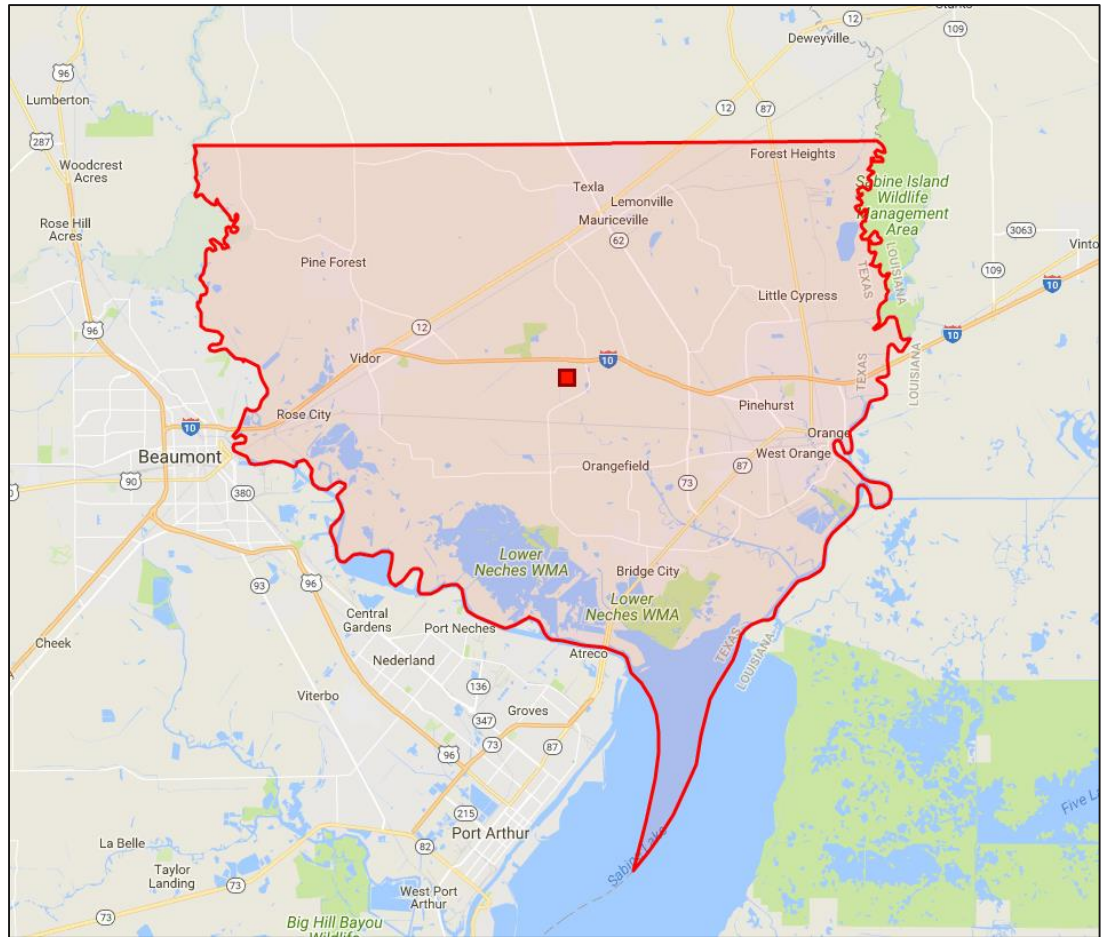 Starks
12
109
Deweyville
96
Lumberton
12
87
287
Woodcrest
Acres
Forest Heights
Texla
Lemonville
Mauriceville
62
Sabine Island
Wildlife
Management
Area
Rose Hill
Acres
3063
Vinto
Pine Forest
109
TEXAS
LOUISIANA
10
Little Cypress
96
12
10
Vidor
10
TEXAS
LOUISIANA
Pinehurst
Rose City
10
Orange
Beaumont
West Orange
Orangefield
87
90
73
380
Lower
Neches WMA
Bridge City
93
96
Lower
Neches WMA
Central
Gardens
Port Neches
Cheek
TEXAS
LOUISIANA
Atreco
Nederland
136
Viterbo
Groves
347
73
87
96
215
Five La
Port Arthur
La Belle
82
Sabine Lake
Taylor
Landing
73
West Port
Arthur
Big Hill Bayou
Wildlife
73